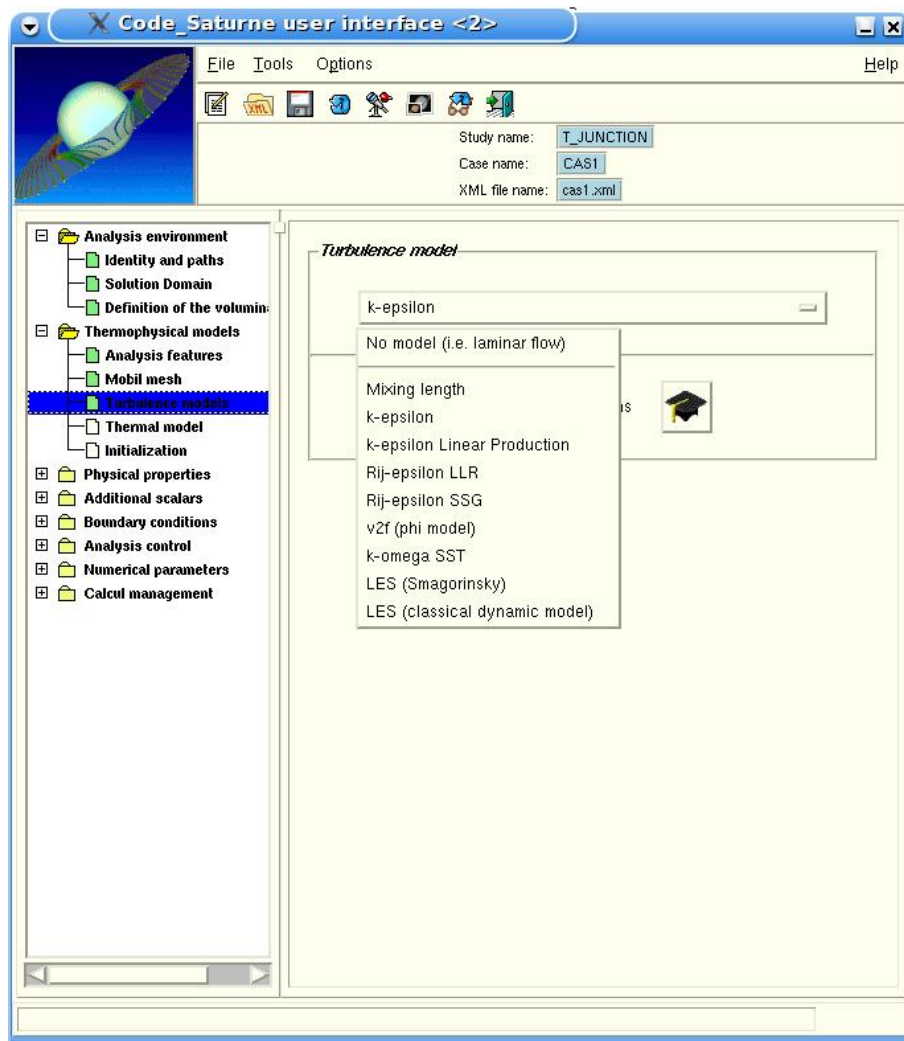 Code_Saturne user interface <2>
File Tools Options Help
Study name: T_JUNCTION
Case name: CAS1
XML file name: cas1.xml
Analysis environment
Identity and paths
Solution Domain
Definition of the volumin
Thermophysical models
Analysis features
Mobil mesh
Turbulence models
Thermal model
Initialization
Physical properties
Additional scalars
Boundary conditions
Analysis control
Numerical parameters
Calcul management
Turbulence model
k-epsilon
No model (i.e. laminar flow)
Mixing length
k-epsilon
k-epsilon Linear Production
Rij-epsilon LLR
Rij-epsilon SSG
v2f (phi model)
k-omega SST
LES (Smagorinsky)
LES (classical dynamic model)